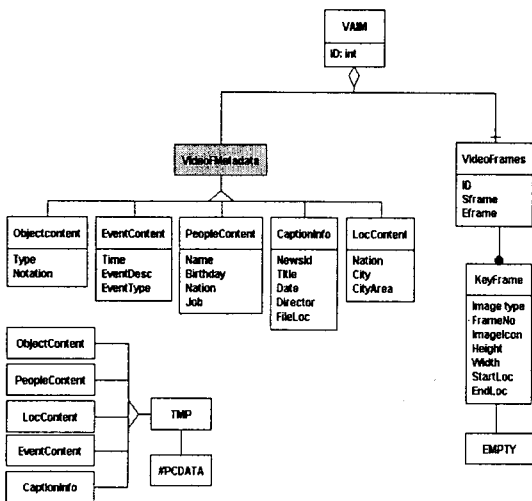 VAIM
ID: int
VideoFMetadata
VideoFrames
ID
Sframe
Eframe
Objectcontent
Type
Notation
EventContent
Time
EventDesc
EventType
PeopleContent
Name
Birthday
Nation
Job
CaptionInfo
NewsId
Title
Date
Director
FileLoc
LocContent
Nation
City
CityArea
KeyFrame
Image type
FrameNo
ImageIcon
Height
Width
StartLoc
EndLoc
EMPTY
ObjectContent
PeopleContent
LocContent
EventContent
CaptionInfo
TMP
#PCDATA